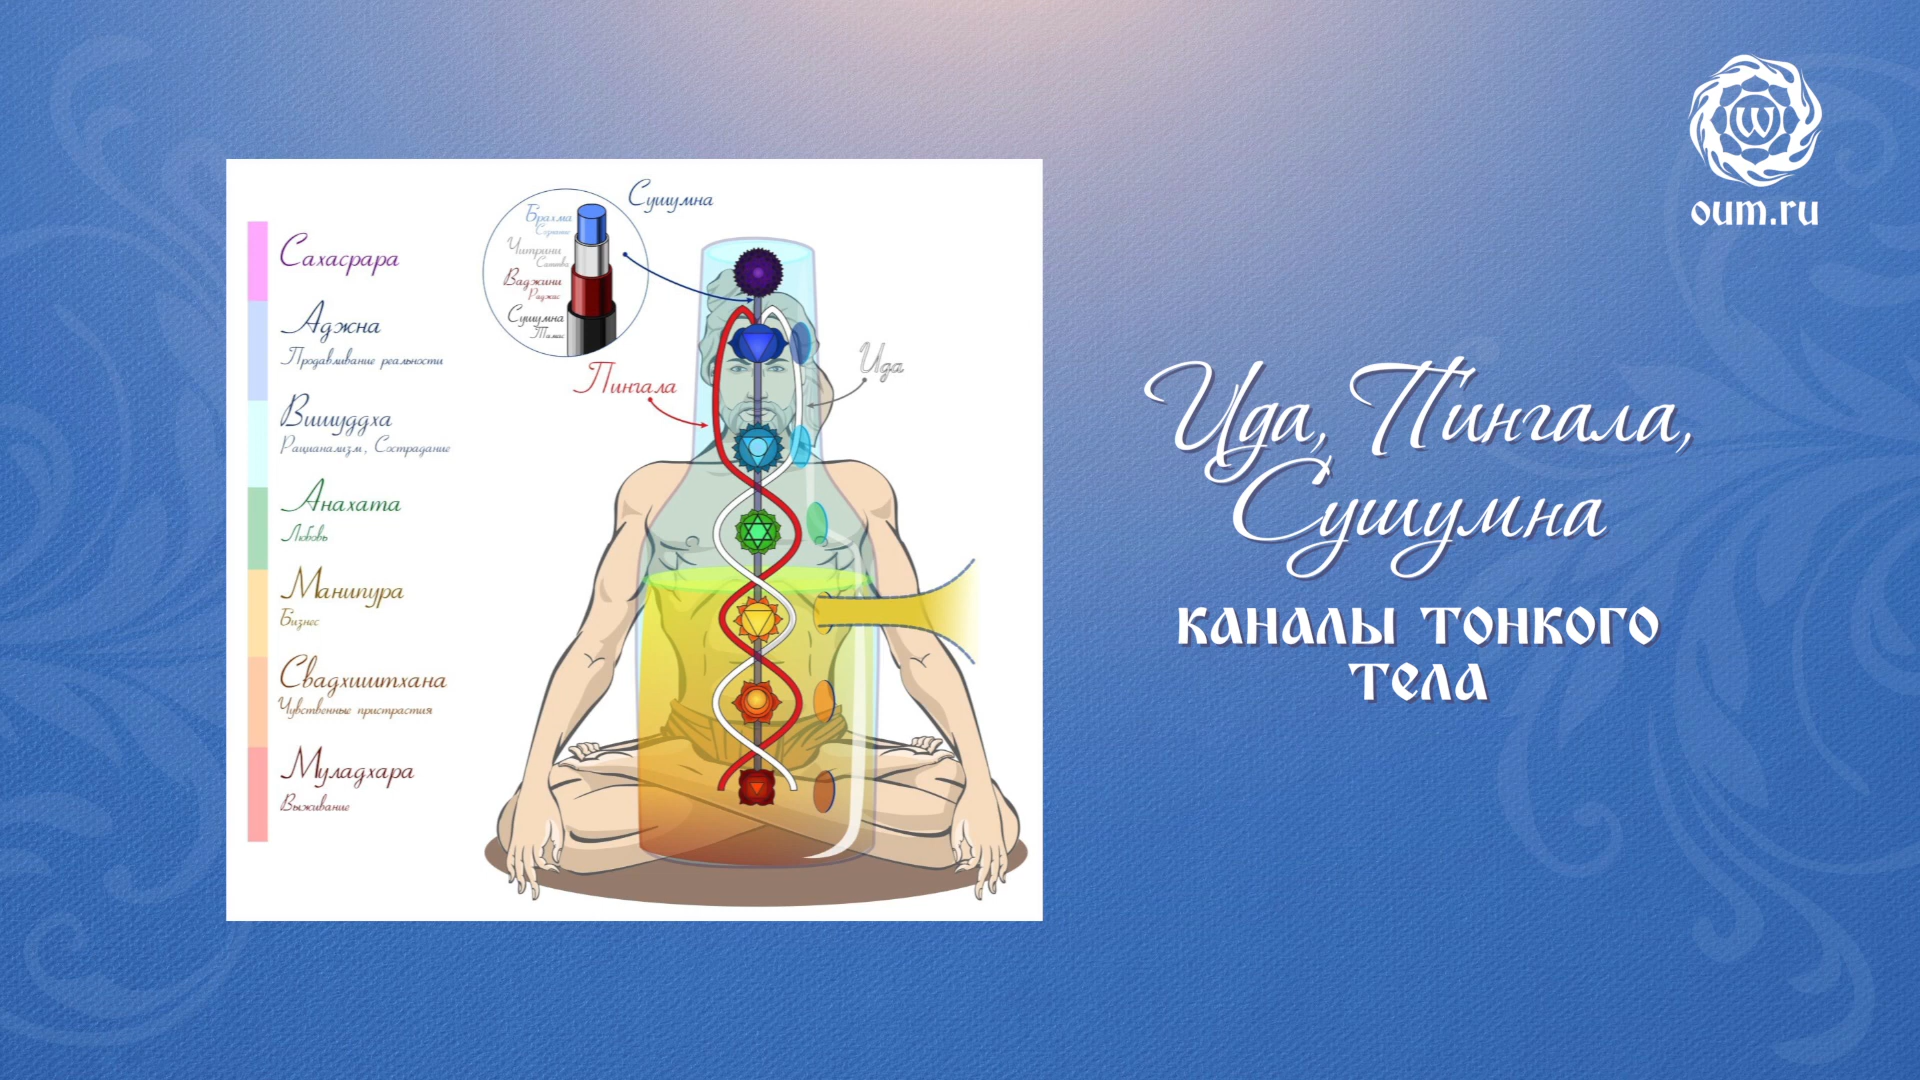 Сахасрара
Аджна
Продавливание реальности
Вишуддха
Рационализм, Сострадание
Анахата
Любовь
Манипура
Бизнес
Свадхиштхана
Чувственные пристрастия
Муладхара
Выживание
Сушумна
Брахма
Читрини
Ваджини
Раджас
Сушумна
Тамас
Пингала
Ида
oum.ru
Ида, Пингала,
Сушумна
каналы тонкого
тела